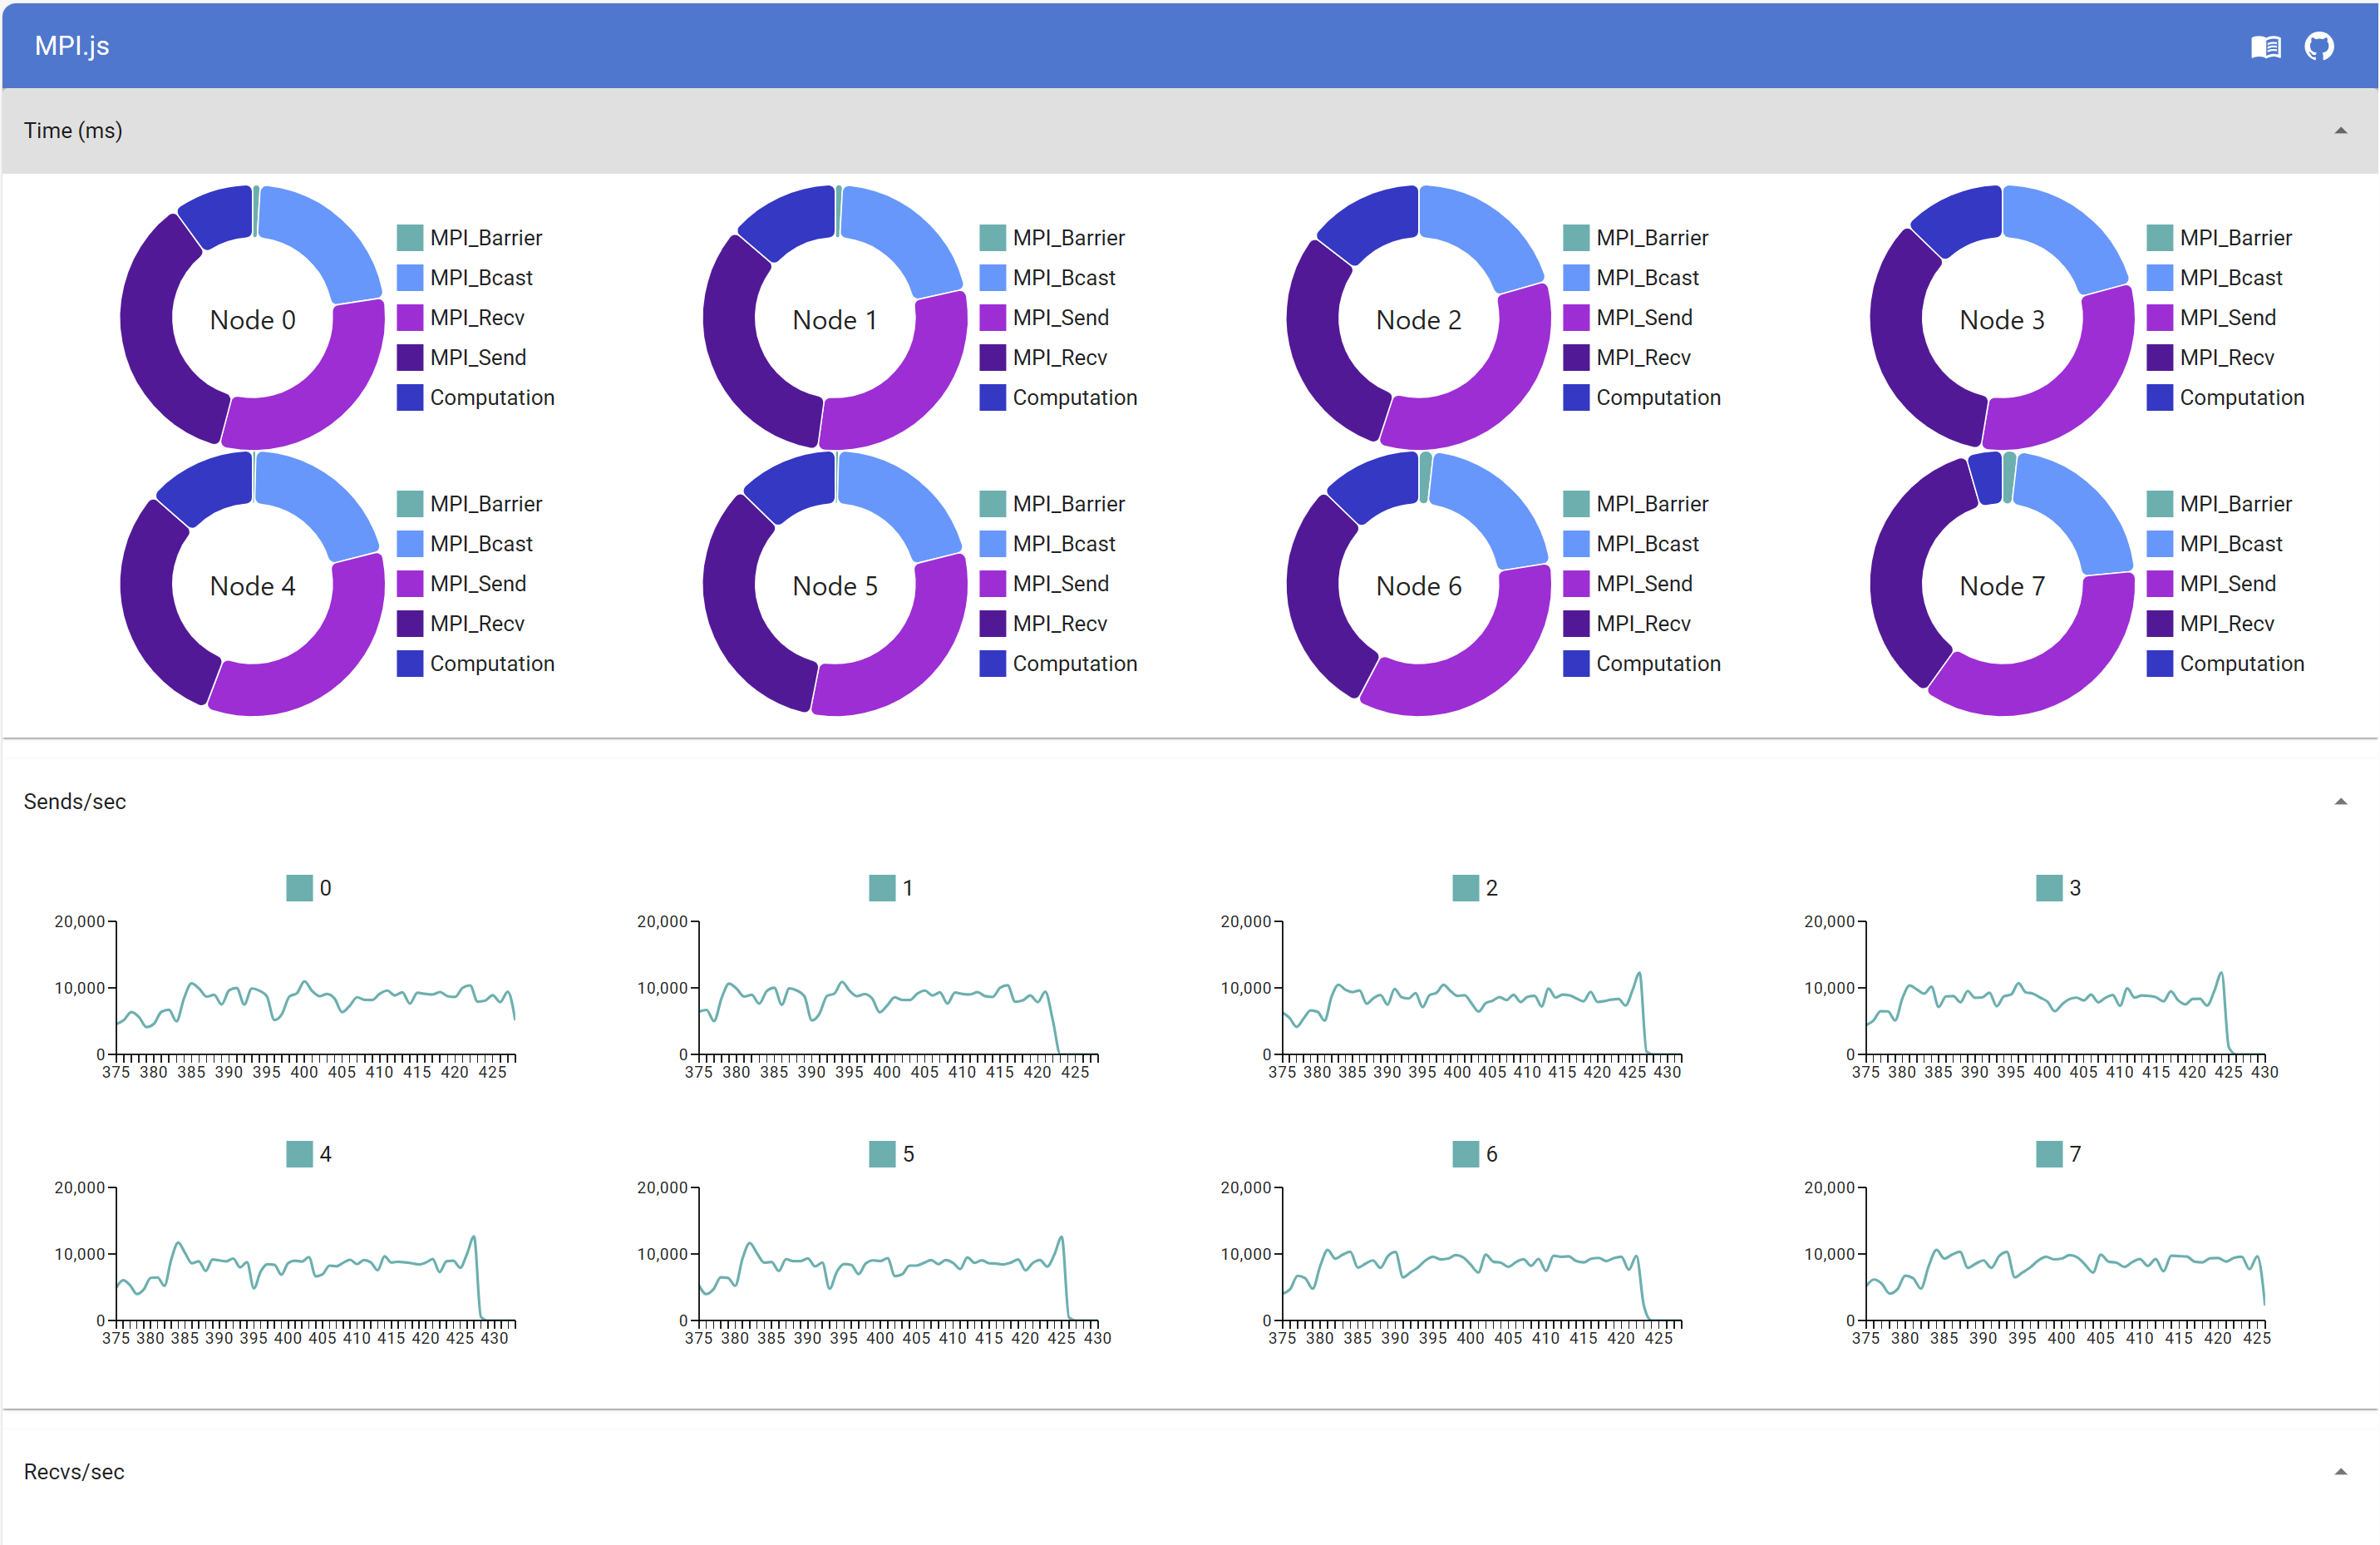 MPI.js
Time (ms)
Node 0
MPI_Barrier
MPI_Bcast
MPI_Recv
MPI_Send
Computation
Node 1
MPI_Barrier
MPI_Bcast
MPI_Send
MPI_Recv
Computation
Node 2
MPI_Barrier
MPI_Bcast
MPI_Send
MPI_Recv
Computation
Node 3
MPI_Barrier
MPI_Bcast
MPI_Send
MPI_Recv
Computation
Node 4
MPI_Barrier
MPI_Bcast
MPI_Send
MPI_Recv
Computation
Node 5
MPI_Barrier
MPI_Bcast
MPI_Send
MPI_Recv
Computation
Node 6
MPI_Barrier
MPI_Bcast
MPI_Send
MPI_Recv
Computation
Node 7
MPI_Barrier
MPI_Bcast
MPI_Send
MPI_Recv
Computation
Sends/sec
0
20,000
10,000
0
375 380 385 390 395 400 405 410 415 420 425
1
20,000
10,000
0
375 380 385 390 395 400 405 410 415 420 425
2
20,000
10,000
0
375 380 385 390 395 400 405 410 415 420 425 430
3
20,000
10,000
0
375 380 385 390 395 400 405 410 415 420 425 430
4
20,000
10,000
0
375 380 385 390 395 400 405 410 415 420 425 430
5
20,000
10,000
0
375 380 385 390 395 400 405 410 415 420 425 430
6
20,000
10,000
0
375 380 385 390 395 400 405 410 415 420 425
7
20,000
10,000
0
375 380 385 390 395 400 405 410 415 420 425
Recvs/sec